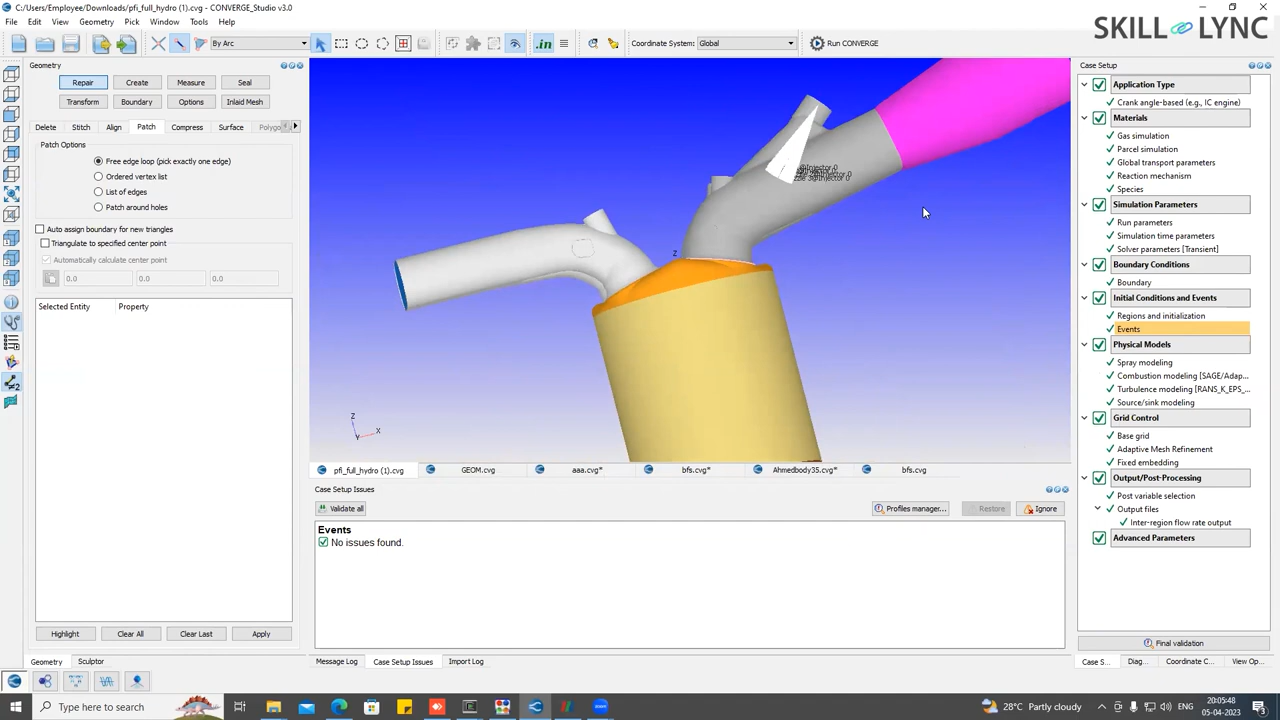 C:/Users/Employee/Downloads/pfi_full_hydro (1).cvg - CONVERGE_Studio v3.0
File Edit View Geometry Patch Window Tools Help
SKILL LYNC
By Arc
.in
Coordinate System: Global
Run CONVERGE
Geometry
Repair Create Measure Seal
Transform Boundary Options Inlaid Mesh
Delete Stitch Align Patch Compress Surface Polygo
Patch Options
Free edge loop (pick exactly one edge)
Ordered vertex list
List of edges
Patch around holes
Auto assign boundary for new triangles
Triangulate to specified center point
Automatically calculate center point
0.0 0.0 0.0
Selected Entity Property
Highlight Clear All Clear Last Apply
Geometry Sculptor
Z
Z
X
Y
pfi_full_hydro (1).cvg GEOM.cvg aaa.cvg* bfs.cvg* Ahmedbody35.cvg* bfs.cvg
Case Setup Issues
Validate all Profiles manager... Restore Ignore
Events
No issues found.
Message Log Case Setup Issues Import Log
Case Setup
Application Type
Crank angle-based (e.g., IC engine)
Materials
Gas simulation
Parcel simulation
Global transport parameters
Reaction mechanism
Species
Simulation Parameters
Run parameters
Simulation time parameters
Solver parameters [Transient]
Boundary Conditions
Boundary
Initial Conditions and Events
Regions and initialization
Events
Physical Models
Spray modeling
Combustion modeling [SAGE/Adap...
Turbulence modeling [RANS_K_EPS_...
Source/sink modeling
Grid Control
Base grid
Adaptive Mesh Refinement
Fixed embedding
Output/Post-Processing
Post variable selection
Output files
Inter-region flow rate output
Advanced Parameters
Final validation
Case S... Diag... Coordinate C... View Op...
Type here to search
28°C Partly cloudy
ENG
20:05:48
05-04-2023